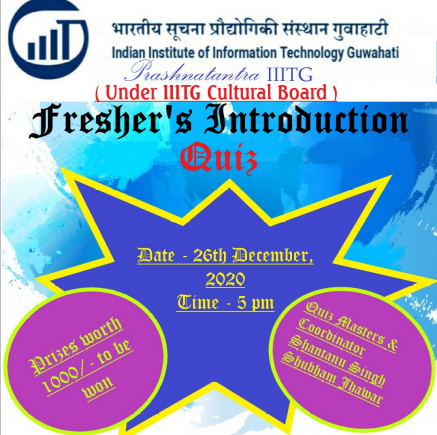 भारतीय सूचना प्रौद्योगिकी संस्थान गुवाहाटी
Indian Institute of Information Technology Guwahati
Prashnatantra IIITG
( Under IIITG Cultural Board )
Fresher's Introduction
Quiz
Date - 26th December,
2020
Time - 5 pm
Prizes worth
1000/- to be
won
Quiz Masters &
Coordinator
Shantanu Singh
Shubham Jhawar